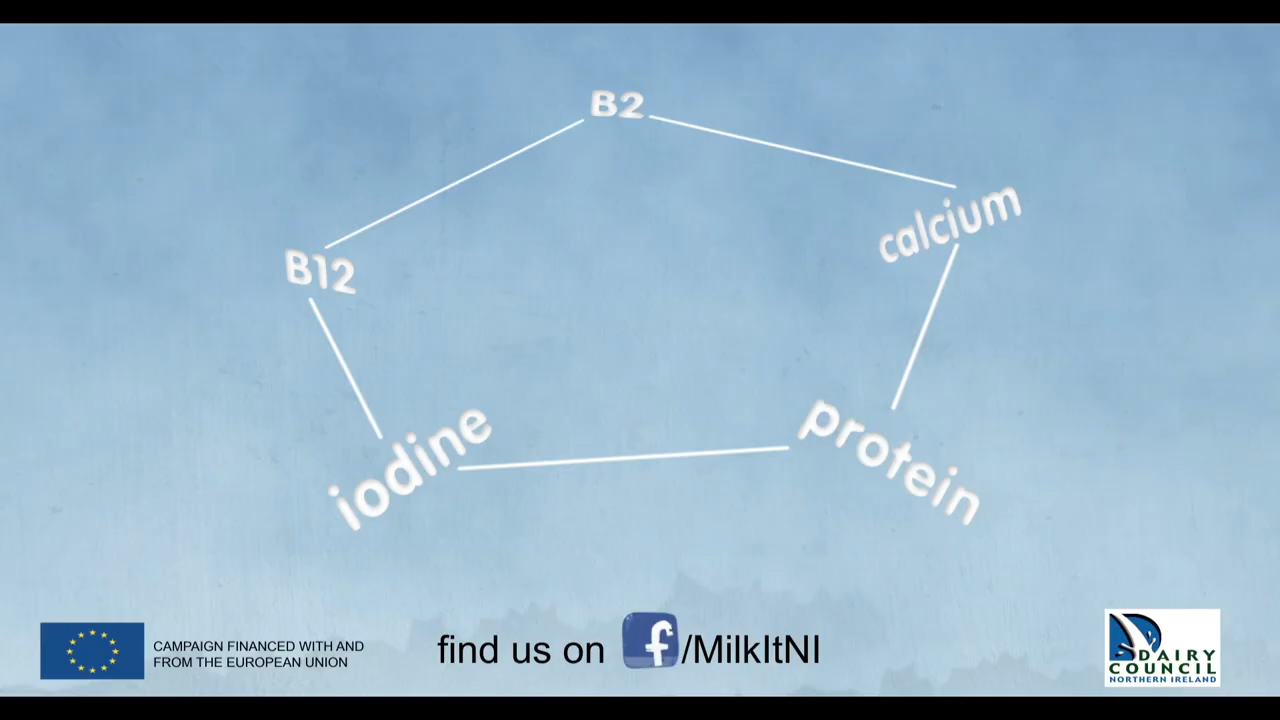 B2
calcium
B12
iodine
protein
CAMPAIGN FINANCED WITH AND
FROM THE EUROPEAN UNION
find us on f/MilkItNI
DAIRY
COUNCIL
NORTHERN IRELAND